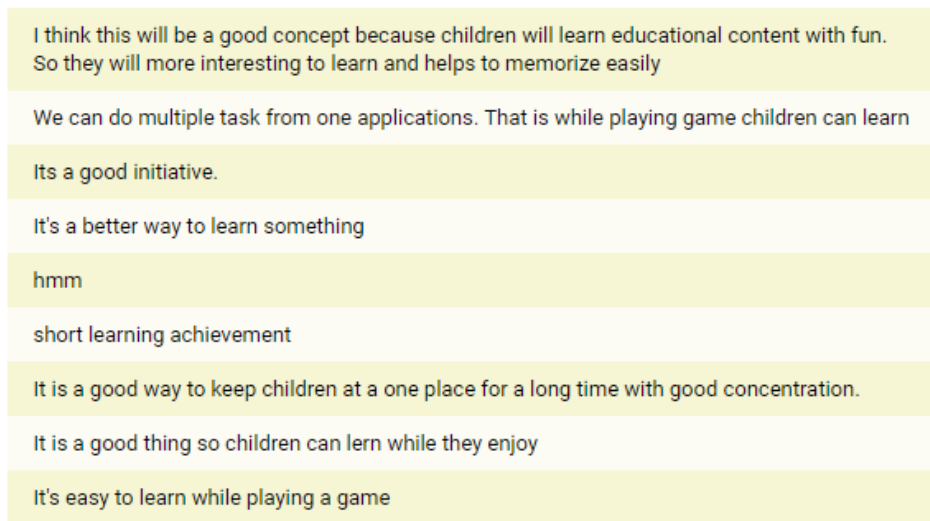 I think this will be a good concept because children will learn educational content with fun.
So they will more interesting to learn and helps to memorize easily
We can do multiple task from one applications. That is while playing game children can learn
Its a good initiative.
It's a better way to learn something
hmm
short learning achievement
It is a good way to keep children at a one place for a long time with good concentration.
It is a good thing so children can lern while they enjoy
It's easy to learn while playing a game